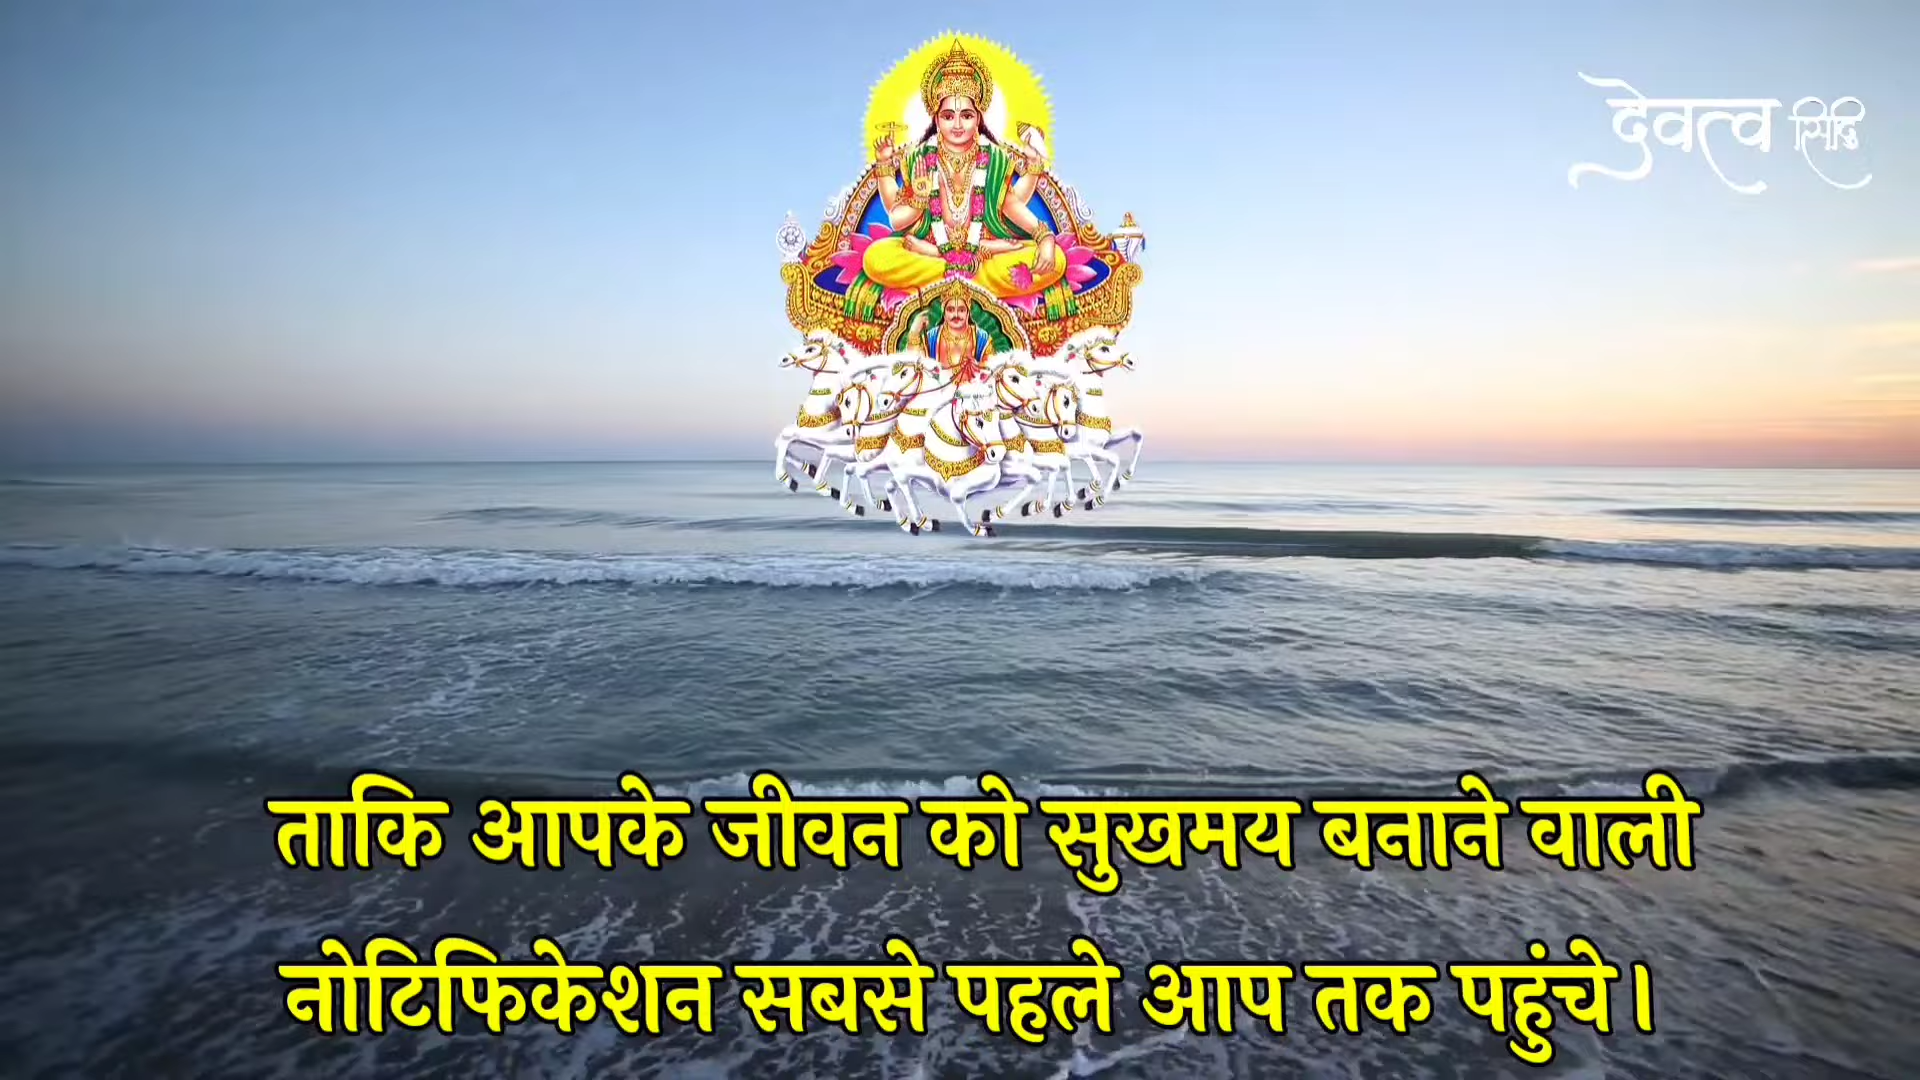 देवत्व सिद्धि
ताकि आपके जीवन को सुखमय बनाने वाली
नोटिफिकेशन सबसे पहले आप तक पहुंचे।